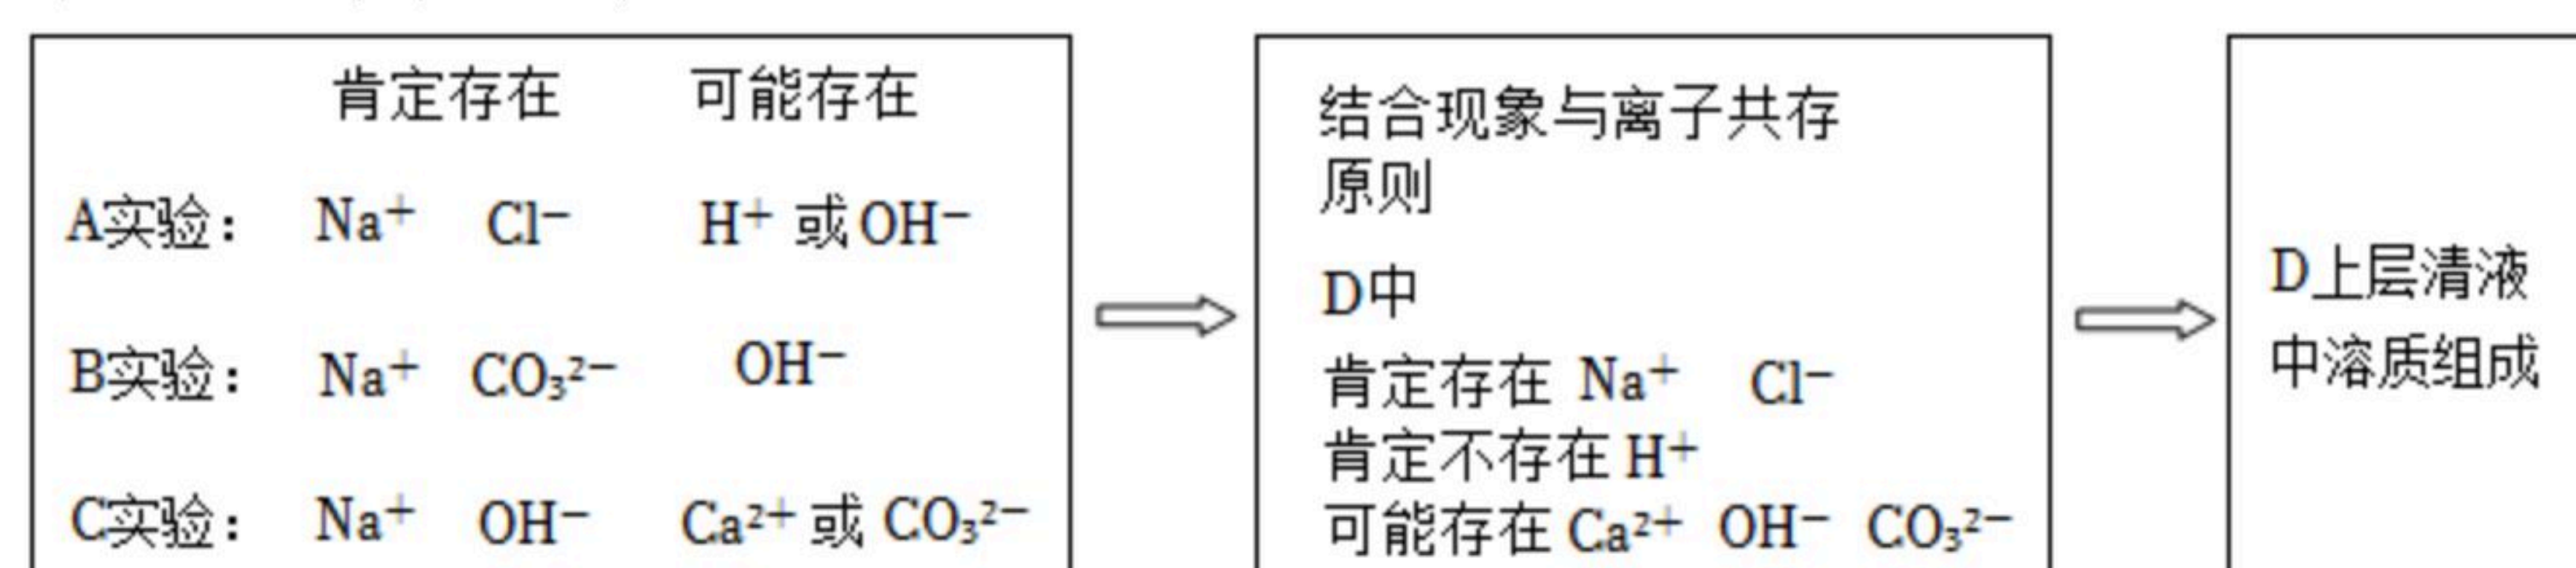 肯定存在 可能存在
A实验： Na⁺ Cl⁻ H⁺ 或 OH⁻
B实验： Na⁺ CO₃²⁻ OH⁻
C实验： Na⁺ OH⁻ Ca²⁺ 或 CO₃²⁻
结合现象与离子共存
原则
D中
肯定存在 Na⁺ Cl⁻
肯定不存在 H⁺
可能存在 Ca²⁺ OH⁻ CO₃²⁻
D上层清液
中溶质组成